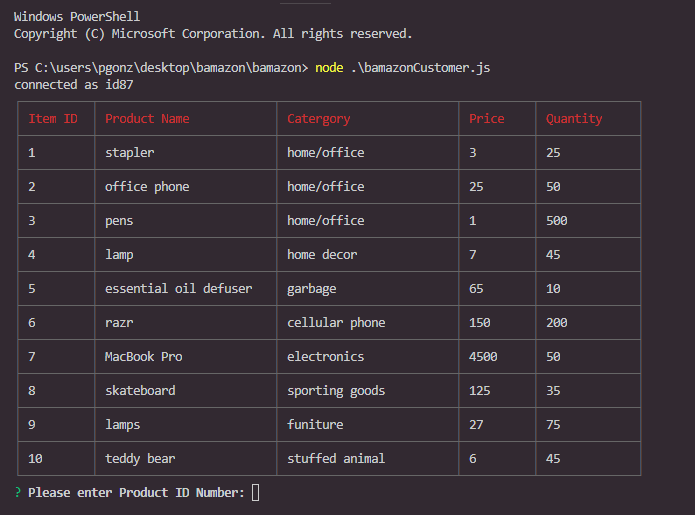 Windows PowerShell
Copyright (C) Microsoft Corporation. All rights reserved.
PS C:\users\pgonz\desktop\bamazon\bamazon> node .\bamazonCustomer.js
connected as id87
Item ID Product Name Catergory Price Quantity
1 stapler home/office 3 25
2 office phone home/office 25 50
3 pens home/office 1 500
4 lamp home decor 7 45
5 essential oil defuser garbage 65 10
6 razr cellular phone 150 200
7 MacBook Pro electronics 4500 50
8 skateboard sporting goods 125 35
9 lamps funiture 27 75
10 teddy bear stuffed animal 6 45
? Please enter Product ID Number: